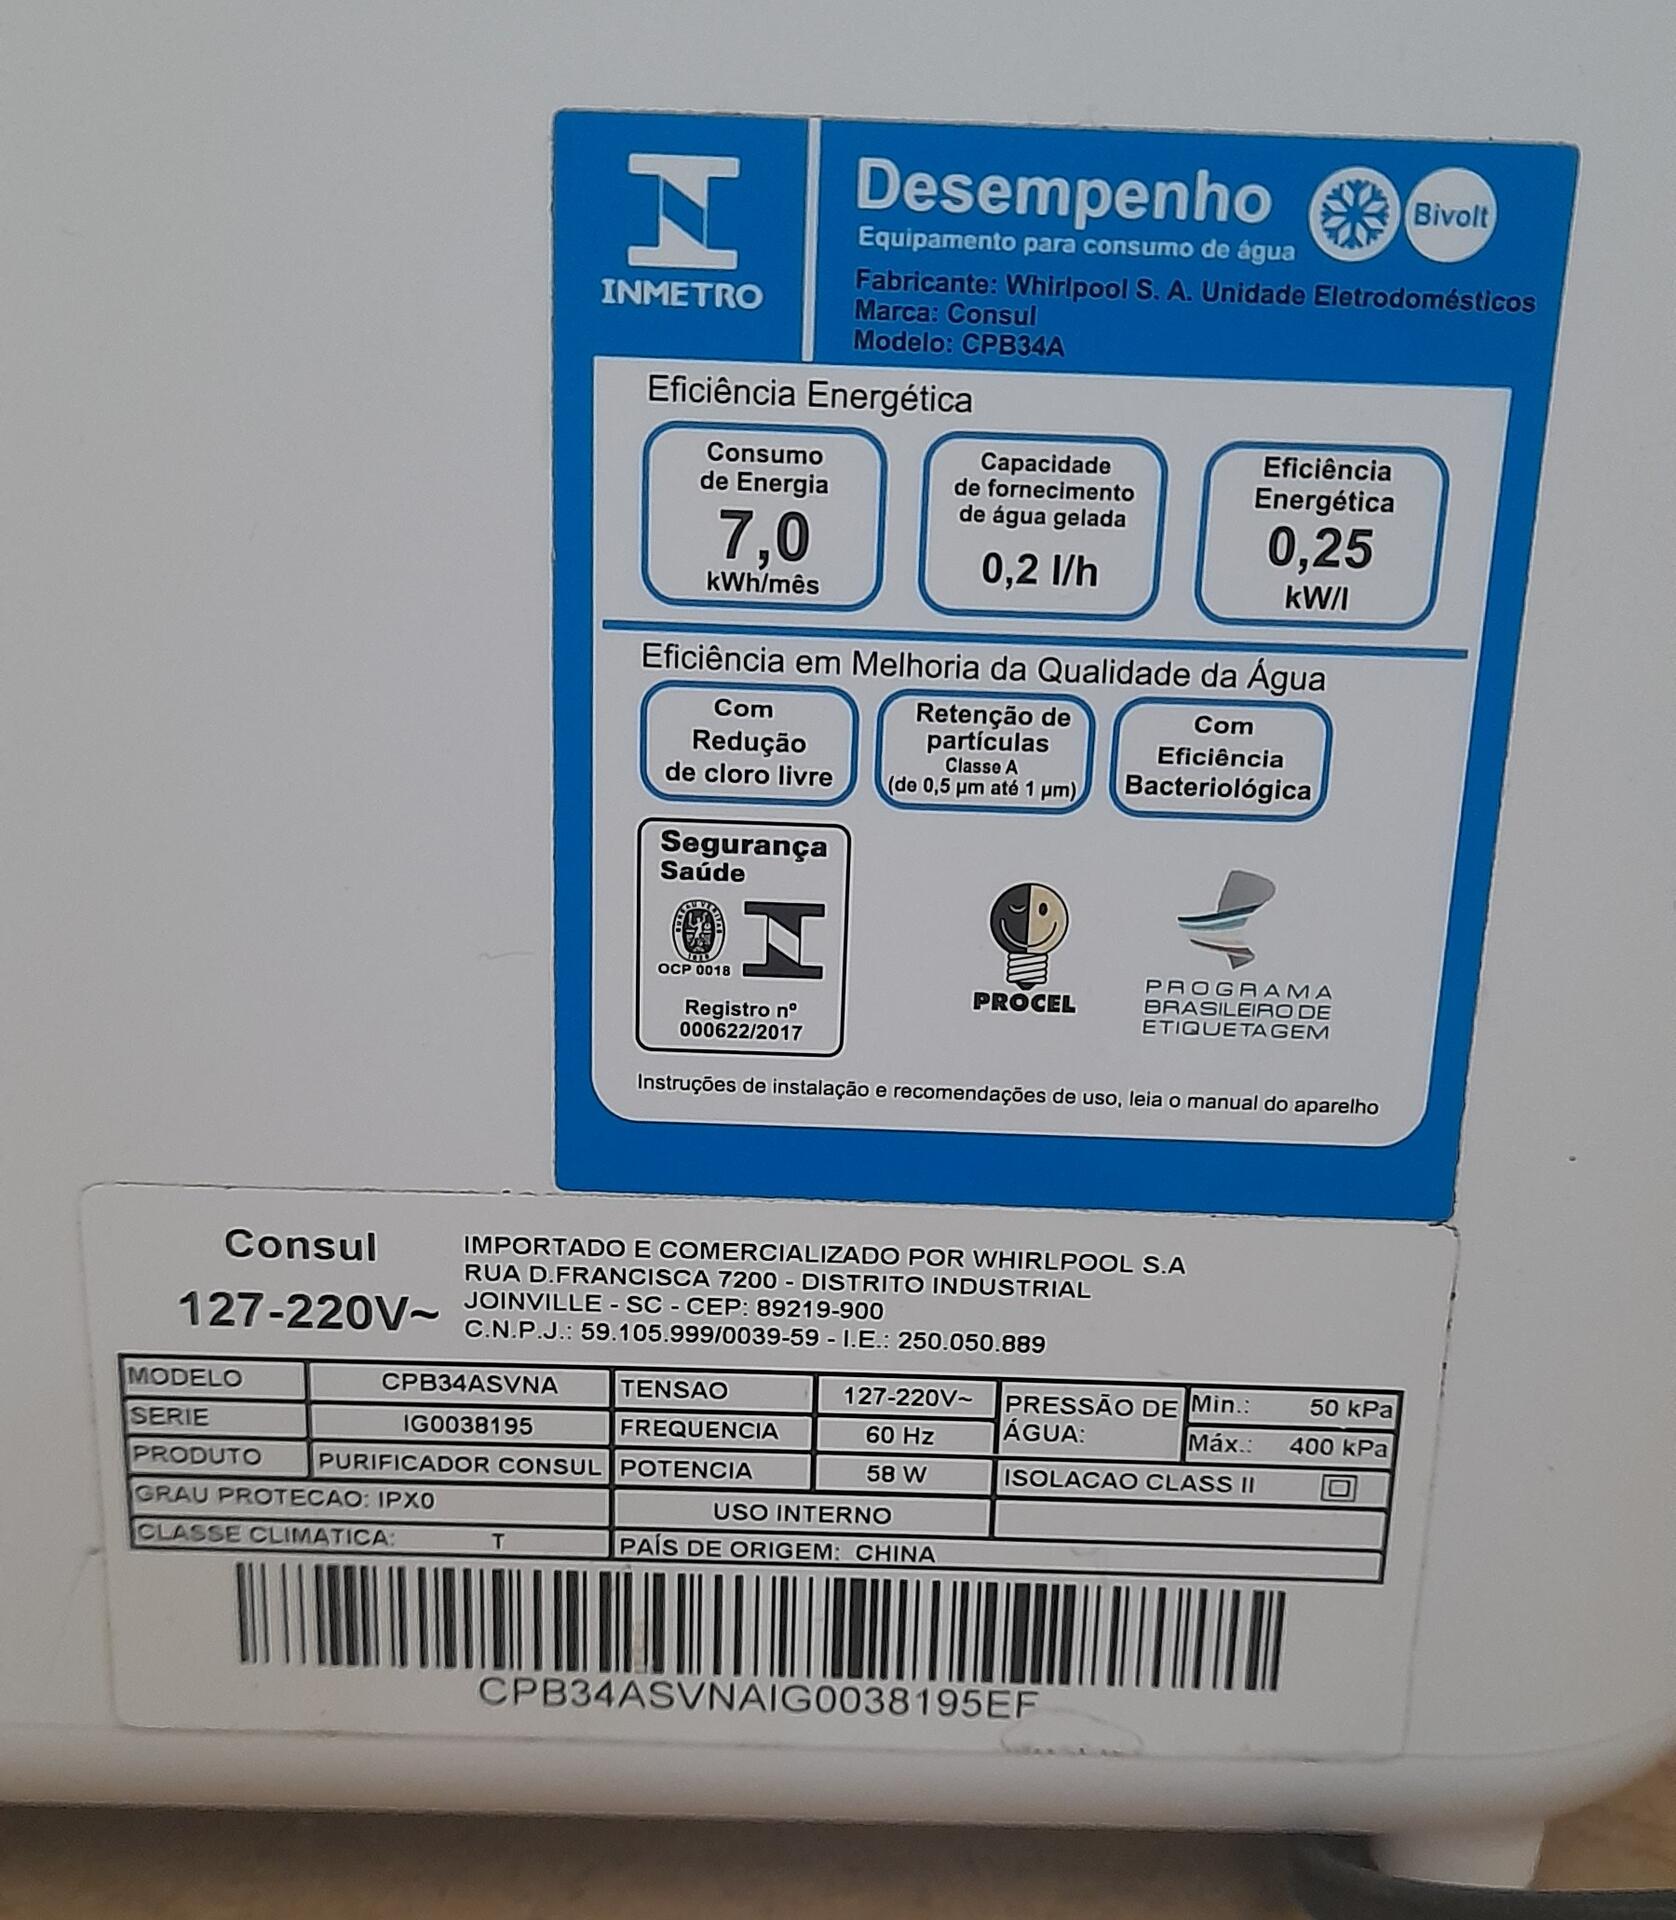 INMETRO
Desempenho
Bivolt
Equipamento para consumo de água
Fabricante: Whirlpool S. A. Unidade Eletrodomésticos
Marca: Consul
Modelo: CPB34A
Eficiência Energética
Consumo
de Energia
7,0
kWh/mês
Capacidade
de fornecimento
de água gelada
0,2 l/h
Eficiência
Energética
0,25
kW/l
Eficiência em Melhoria da Qualidade da Água
Com
Redução
de cloro livre
Retenção de
partículas
Classe A
(de 0,5 µm até 1 µm)
Com
Eficiência
Bacteriológica
Segurança
Saúde
BUREAU VERITAS
1828
OCP 0018
Registro nº
000622/2017
PROCEL
PROGRAMA
BRASILEIRO DE
ETIQUETAGEM
Instruções de instalação e recomendações de uso, leia o manual do aparelho
Consul
127-220V~
IMPORTADO E COMERCIALIZADO POR WHIRLPOOL S.A
RUA D.FRANCISCA 7200 - DISTRITO INDUSTRIAL
JOINVILLE - SC - CEP: 89219-900
C.N.P.J.: 59.105.999/0039-59 - I.E.: 250.050.889
MODELO CPB34ASVNA TENSAO 127-220V~ PRESSÃO DE ÁGUA: Min.: 50 kPa
SERIE IG0038195 FREQUENCIA 60 Hz Máx.: 400 kPa
PRODUTO PURIFICADOR CONSUL POTENCIA 58 W ISOLACAO CLASS II
GRAU PROTECAO: IPX0 USO INTERNO
CLASSE CLIMATICA: T PAÍS DE ORIGEM: CHINA
CPB34ASVNAIG0038195EF